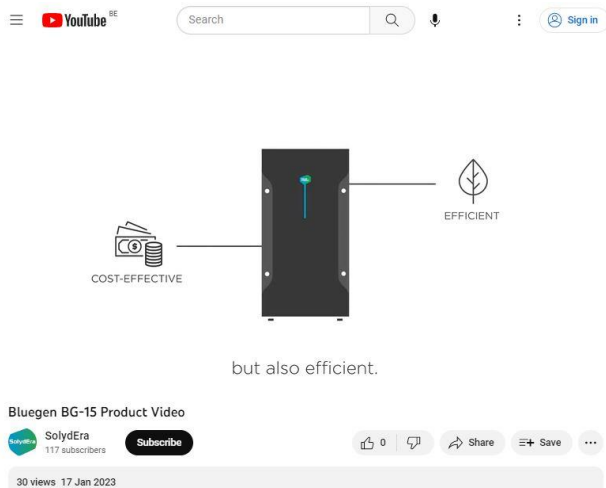 YouTube BE
Search
Sign in
EFFICIENT
COST-EFFECTIVE
but also efficient.
Bluegen BG-15 Product Video
SolydEra
SolydEra
117 subscribers
Subscribe
0
Share
Save
30 views 17 Jan 2023